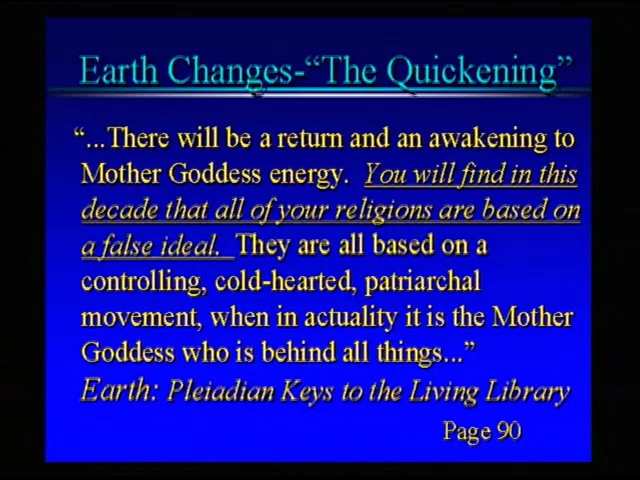 Earth Changes-“The Quickening”
“...There will be a return and an awakening to
Mother Goddess energy. You will find in this
decade that all of your religions are based on
a false ideal. They are all based on a
controlling, cold-hearted, patriarchal
movement, when in actuality it is the Mother
Goddess who is behind all things...”
Earth: Pleiadian Keys to the Living Library
Page 90